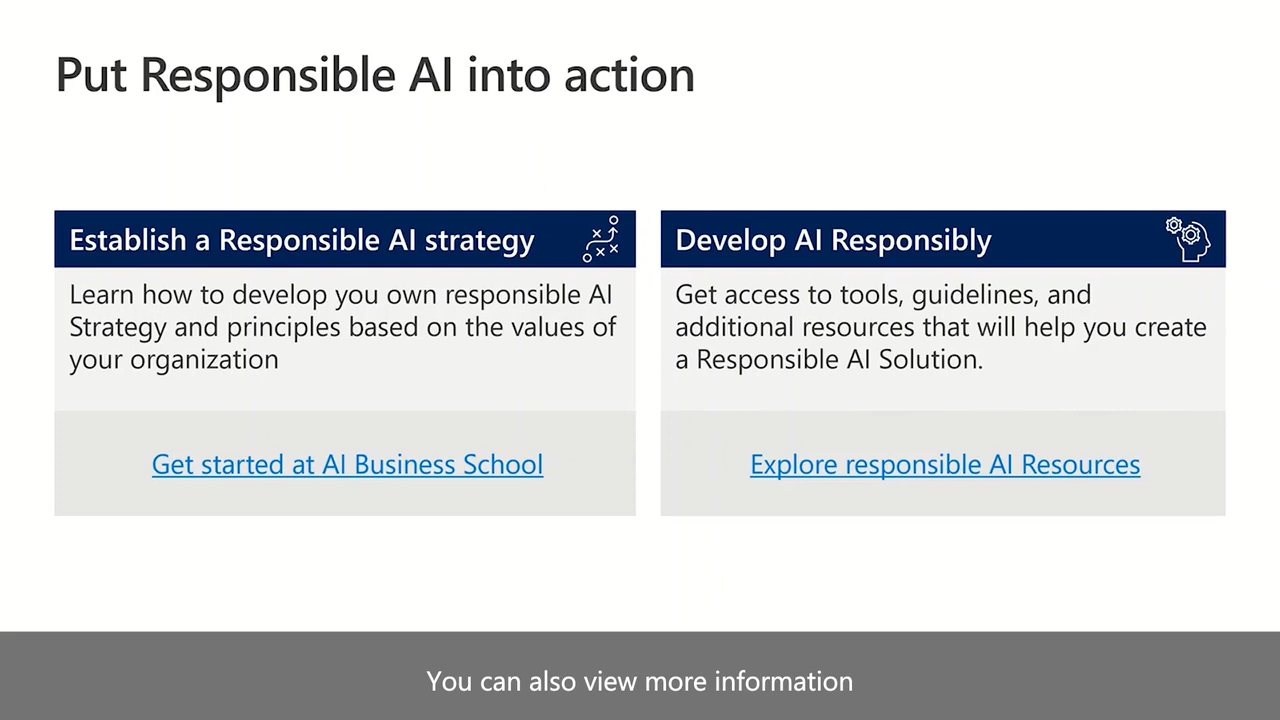 Put Responsible AI into action
Establish a Responsible AI strategy
Learn how to develop you own responsible AI
Strategy and principles based on the values of
your organization
Get started at AI Business School
Develop AI Responsibly
Get access to tools, guidelines, and
additional resources that will help you create
a Responsible AI Solution.
Explore responsible AI Resources
You can also view more information